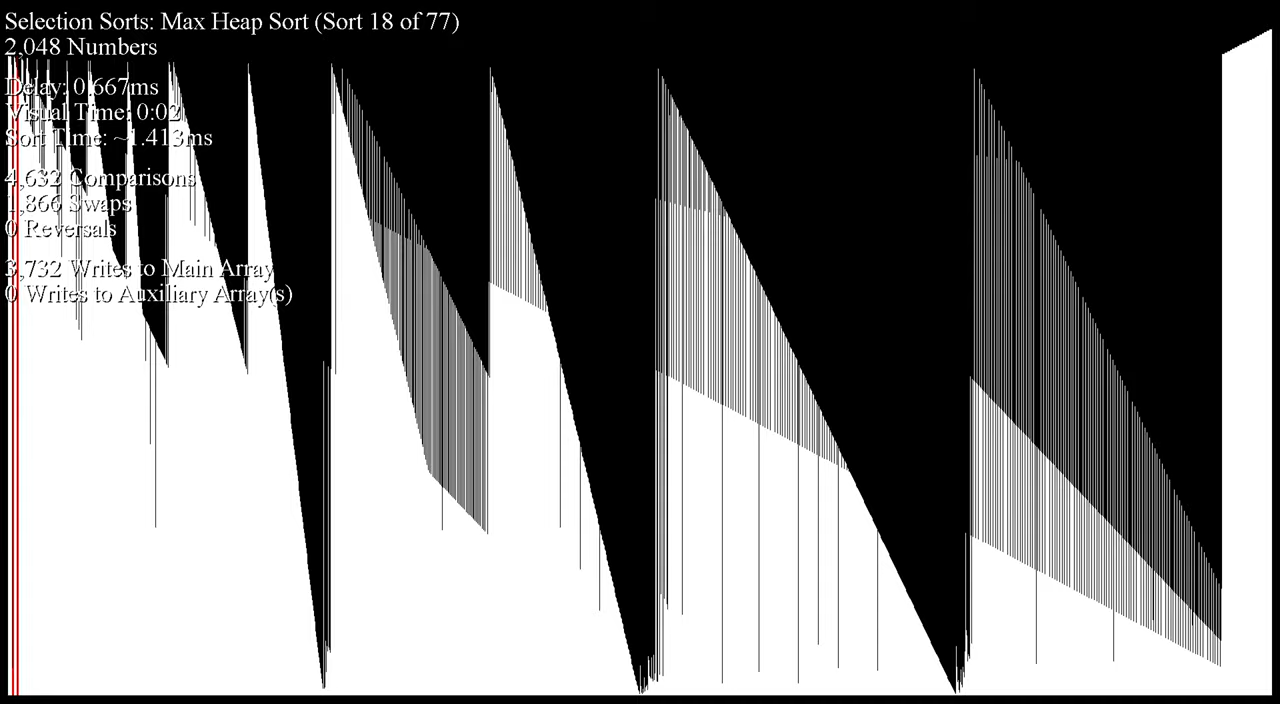 Selection Sorts: Max Heap Sort (Sort 18 of 77)
2,048 Numbers
Delay: 0.667ms
Visual Time: 0:02
Sort Time: ~1.413ms
4,632 Comparisons
1,866 Swaps
0 Reversals
3,732 Writes to Main Array
0 Writes to Auxiliary Array(s)